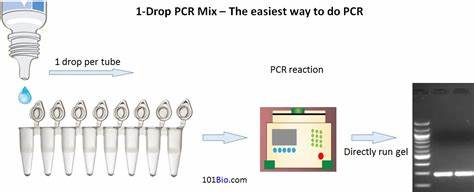 1-Drop PCR Mix – The easiest way to do PCR
1 drop per tube
PCR reaction
Directly run gel
101Bio.com